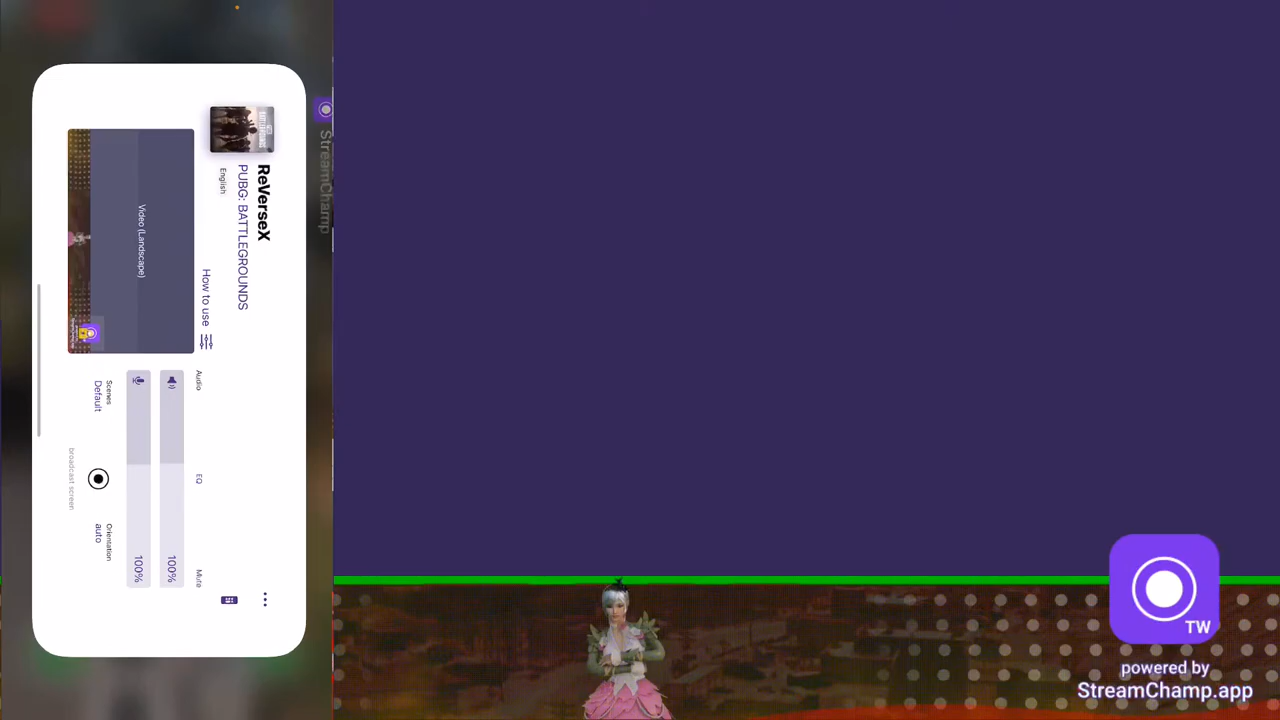 StreamChamp
BATTLEGROUNDS
ReVerseX
PUBG: BATTLEGROUNDS
English
How to use
Video (Landscape)
Audio
EQ
Mute
100%
100%
Scenes
Default
broadcast screen
Orientation
auto
TW
powered by
StreamChamp.app